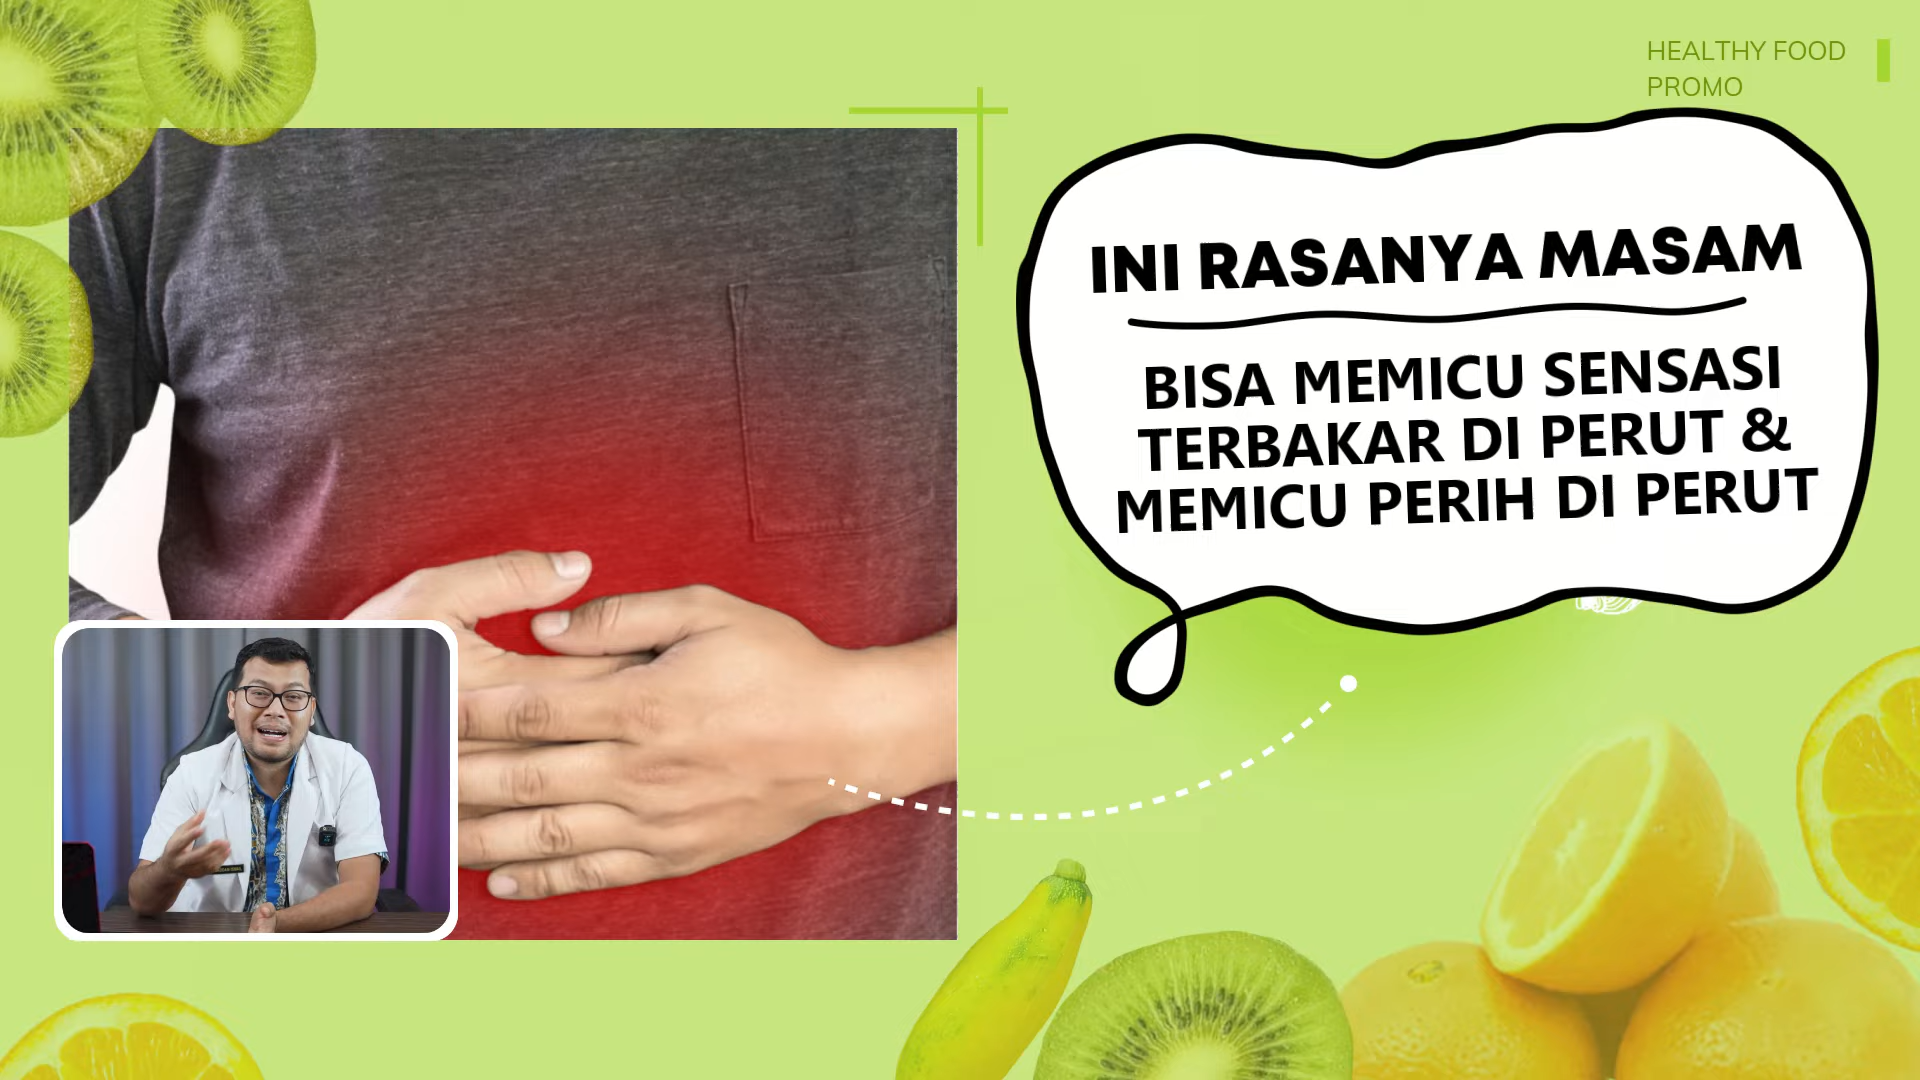 HEALTHY FOOD
PROMO
INI RASANYA MASAM
BISA MEMICU SENSASI
TERBAKAR DI PERUT &
MEMICU PERIH DI PERUT